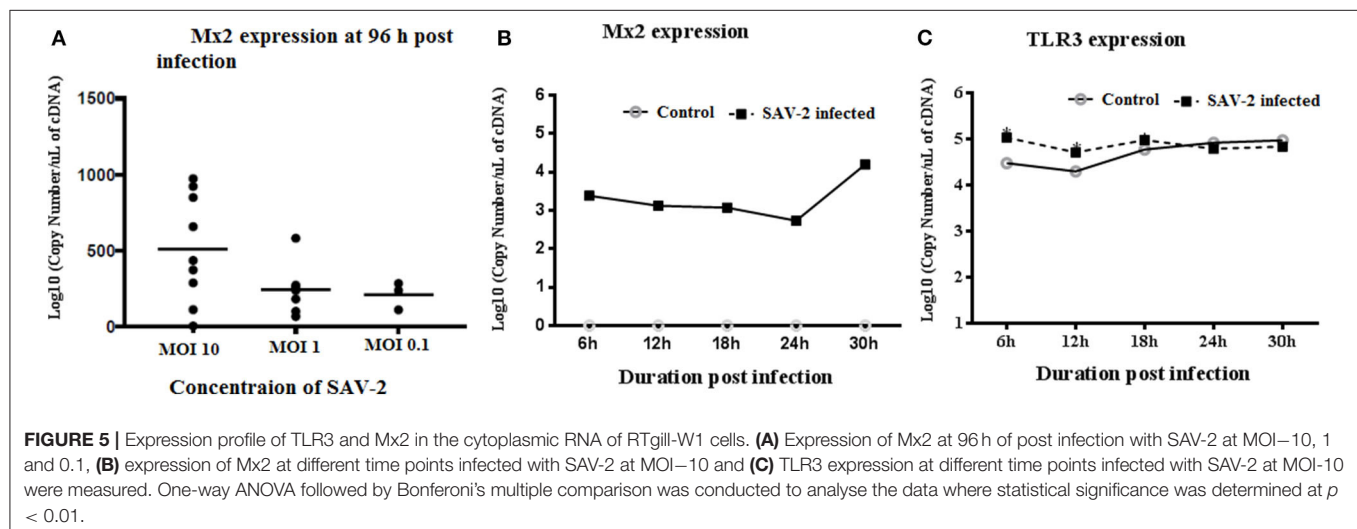 A
Mx2 expression at 96 h post
infection
Log10 (Copy Number/uL of cDNA)
1500
1000
500
0
MOI 10 MOI 1 MOI 0.1
Concentraion of SAV-2
B
Mx2 expression
Log10 (Copy Number/uL of cDNA)
Control SAV-2 infected
6
5
4
3
2
1
0
6h 12h 18h 24h 30h
Duration post infection
C
TLR3 expression
Log10 (Copy Number/uL of cDNA)
Control SAV-2 infected
6
5
4
3
2
1
* * *
6h 12h 18h 24h 30h
Duration post infection
FIGURE 5 | Expression profile of TLR3 and Mx2 in the cytoplasmic RNA of RTgill-W1 cells. (A) Expression of Mx2 at 96 h of post infection with SAV-2 at MOI–10, 1
and 0.1, (B) expression of Mx2 at different time points infected with SAV-2 at MOI–10 and (C) TLR3 expression at different time points infected with SAV-2 at MOI-10
were measured. One-way ANOVA followed by Bonferoni's multiple comparison was conducted to analyse the data where statistical significance was determined at p
< 0.01.